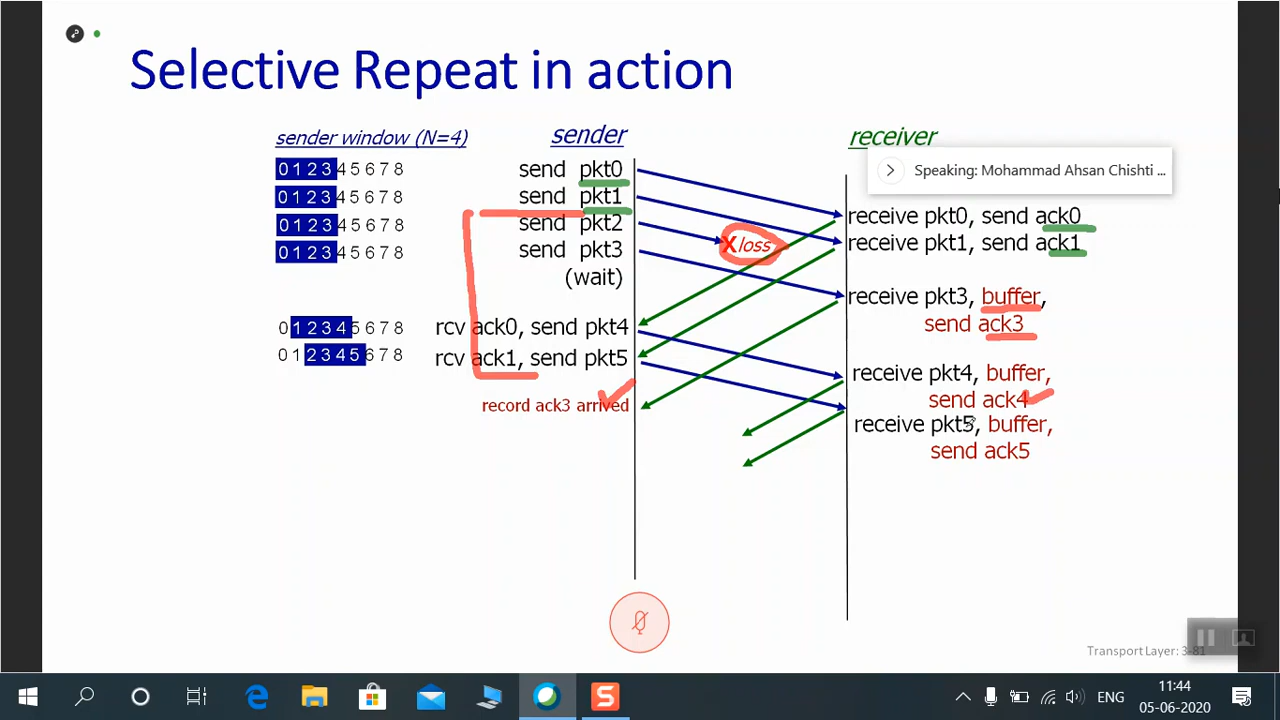 Selective Repeat in action
sender window (N=4)
sender
receiver
Speaking: Mohammad Ahsan Chishti ...
0 1 2 3 4 5 6 7 8
send pkt0
0 1 2 3 4 5 6 7 8
send pkt1
0 1 2 3 4 5 6 7 8
send pkt2
0 1 2 3 4 5 6 7 8
send pkt3
(wait)
X loss
receive pkt0, send ack0
receive pkt1, send ack1
receive pkt3, buffer,
send ack3
0 1 2 3 4 5 6 7 8
rcv ack0, send pkt4
0 1 2 3 4 5 6 7 8
rcv ack1, send pkt5
record ack3 arrived
receive pkt4, buffer,
send ack4
receive pkt5, buffer,
send ack5
Transport Layer: 3-81
ENG
11:44
05-06-2020